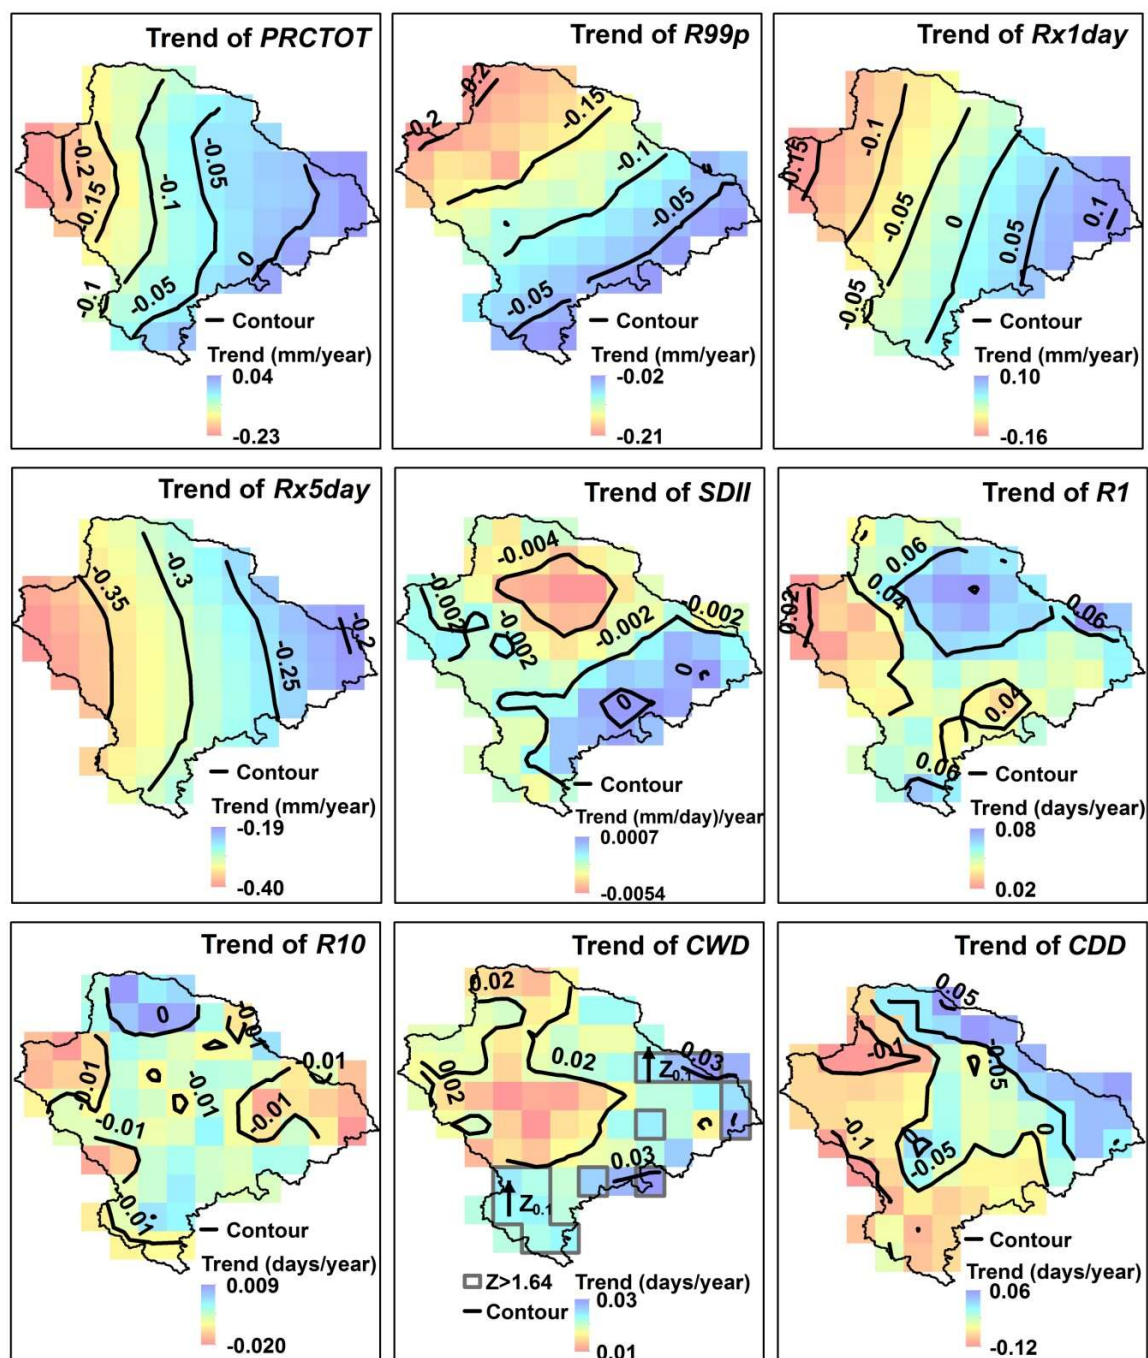 Trend of PRCTOT
-0.2
-0.15
-0.1
-0.05
0
-0.1
-0.05
Contour
Trend (mm/year)
0.04
-0.23
Trend of R99p
-0.2
-0.2
-0.15
-0.1
-0.05
-0.05
Contour
Trend (mm/year)
-0.02
-0.21
Trend of Rx1day
-0.1
-0.15
-0.05
0
0.05
0.1
-0.05
Contour
Trend (mm/year)
0.10
-0.16
Trend of Rx5day
-0.35
-0.3
-0.25
-0.2
Contour
Trend (mm/year)
-0.19
-0.40
Trend of SDII
-0.004
-0.002
-0.002
-0.002
-0.002
0
0
Contour
Trend (mm/day)/year
0.0007
-0.0054
Trend of R1
0.06
0.04
0.02
0.06
0.04
0.06
Contour
Trend (days/year)
0.08
0.02
Trend of R10
0
-0.01
0.01
-0.01
-0.01
-0.01
-0.01
-0.01
Contour
Trend (days/year)
0.009
-0.020
Trend of CWD
0.02
0.02
0.02
0.03
Z0.1
0.03
Z0.1
Z>1.64
Contour
Trend (days/year)
0.03
0.01
Trend of CDD
0.05
-0.1
-0.05
-0.1
0
-0.05
0
Contour
Trend (days/year)
0.06
-0.12